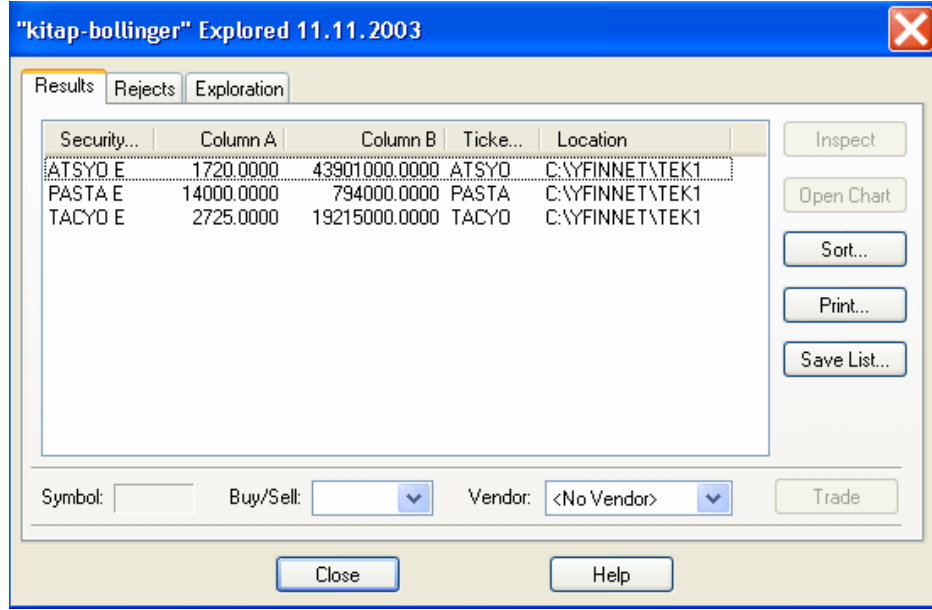 "kitap-bollinger" Explored 11.11.2003
Results Rejects Exploration
Security... Column A Column B Ticke... Location
ATSYO E 1720.0000 43901000.0000 ATSYO C:\YFINNET\TEK1
PASTA E 14000.0000 794000.0000 PASTA C:\YFINNET\TEK1
TACYO E 2725.0000 19215000.0000 TACYO C:\YFINNET\TEK1
Inspect
Open Chart
Sort...
Print...
Save List...
Symbol: Buy/Sell: Vendor: <No Vendor> Trade
Close Help